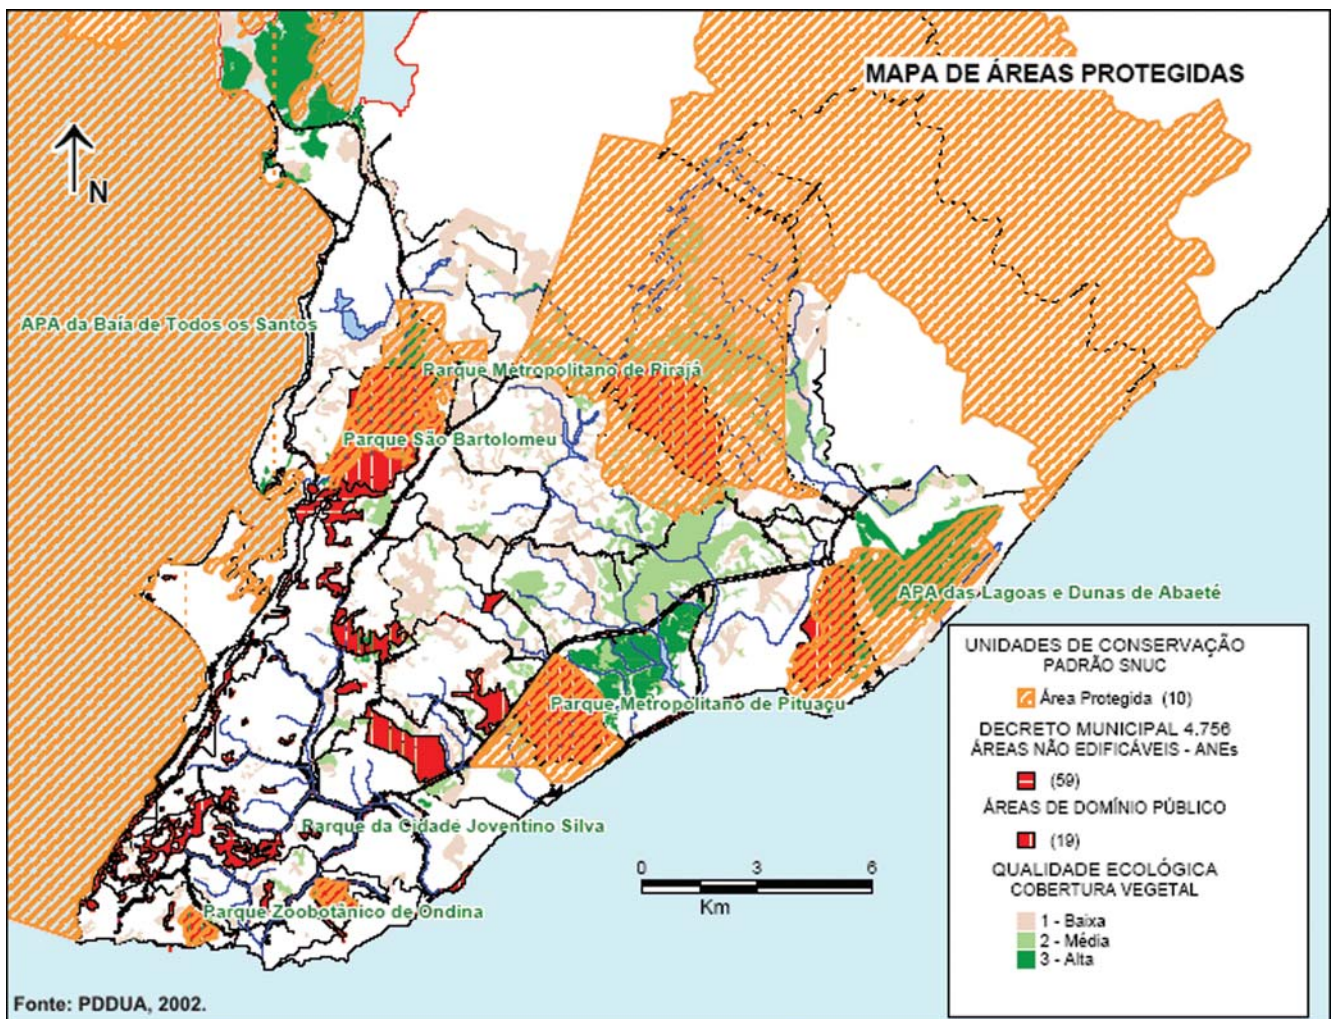 MAPA DE ÁREAS PROTEGIDAS
N
APA da Baía de Todos os Santos
Parque Metropolitano de Pirajá
Parque São Bartolomeu
APA das Lagoas e Dunas de Abaeté
Parque Metropolitano de Pituaçu
Parque da Cidade Joventino Silva
Parque Zoobotânico de Ondina
0 3 6
Km
UNIDADES DE CONSERVAÇÃO
PADRÃO SNUC
Área Protegida (10)
DECRETO MUNICIPAL 4.756
ÁREAS NÃO EDIFICÁVEIS - ANEs
(59)
ÁREAS DE DOMÍNIO PÚBLICO
(19)
QUALIDADE ECOLÓGICA
COBERTURA VEGETAL
1 - Baixa
2 - Média
3 - Alta
Fonte: PDDUA, 2002.